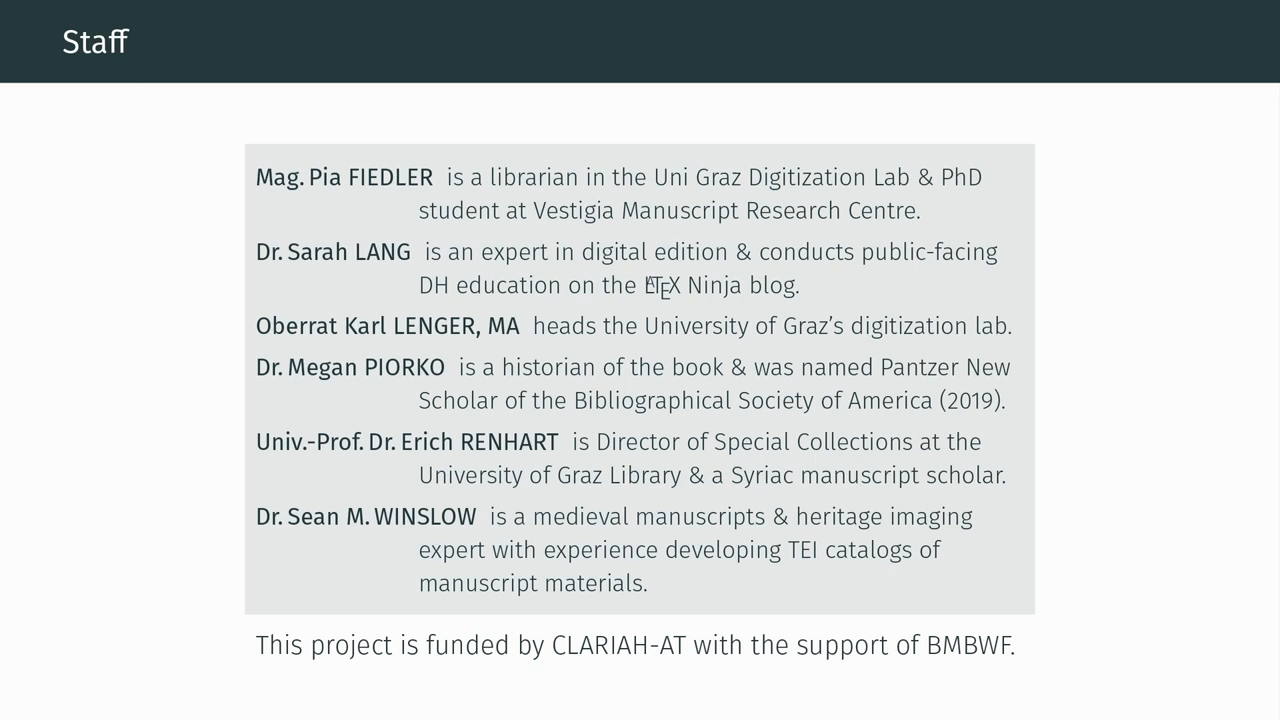 Staff
Mag. Pia FIEDLER is a librarian in the Uni Graz Digitization Lab & PhD
student at Vestigia Manuscript Research Centre.
Dr. Sarah LANG is an expert in digital edition & conducts public-facing
DH education on the LATEX Ninja blog.
Oberrat Karl LENGER, MA heads the University of Graz’s digitization lab.
Dr. Megan PIORKO is a historian of the book & was named Pantzer New
Scholar of the Bibliographical Society of America (2019).
Univ.-Prof. Dr. Erich RENHART is Director of Special Collections at the
University of Graz Library & a Syriac manuscript scholar.
Dr. Sean M. WINSLOW is a medieval manuscripts & heritage imaging
expert with experience developing TEI catalogs of
manuscript materials.
This project is funded by CLARIAH-AT with the support of BMBWF.